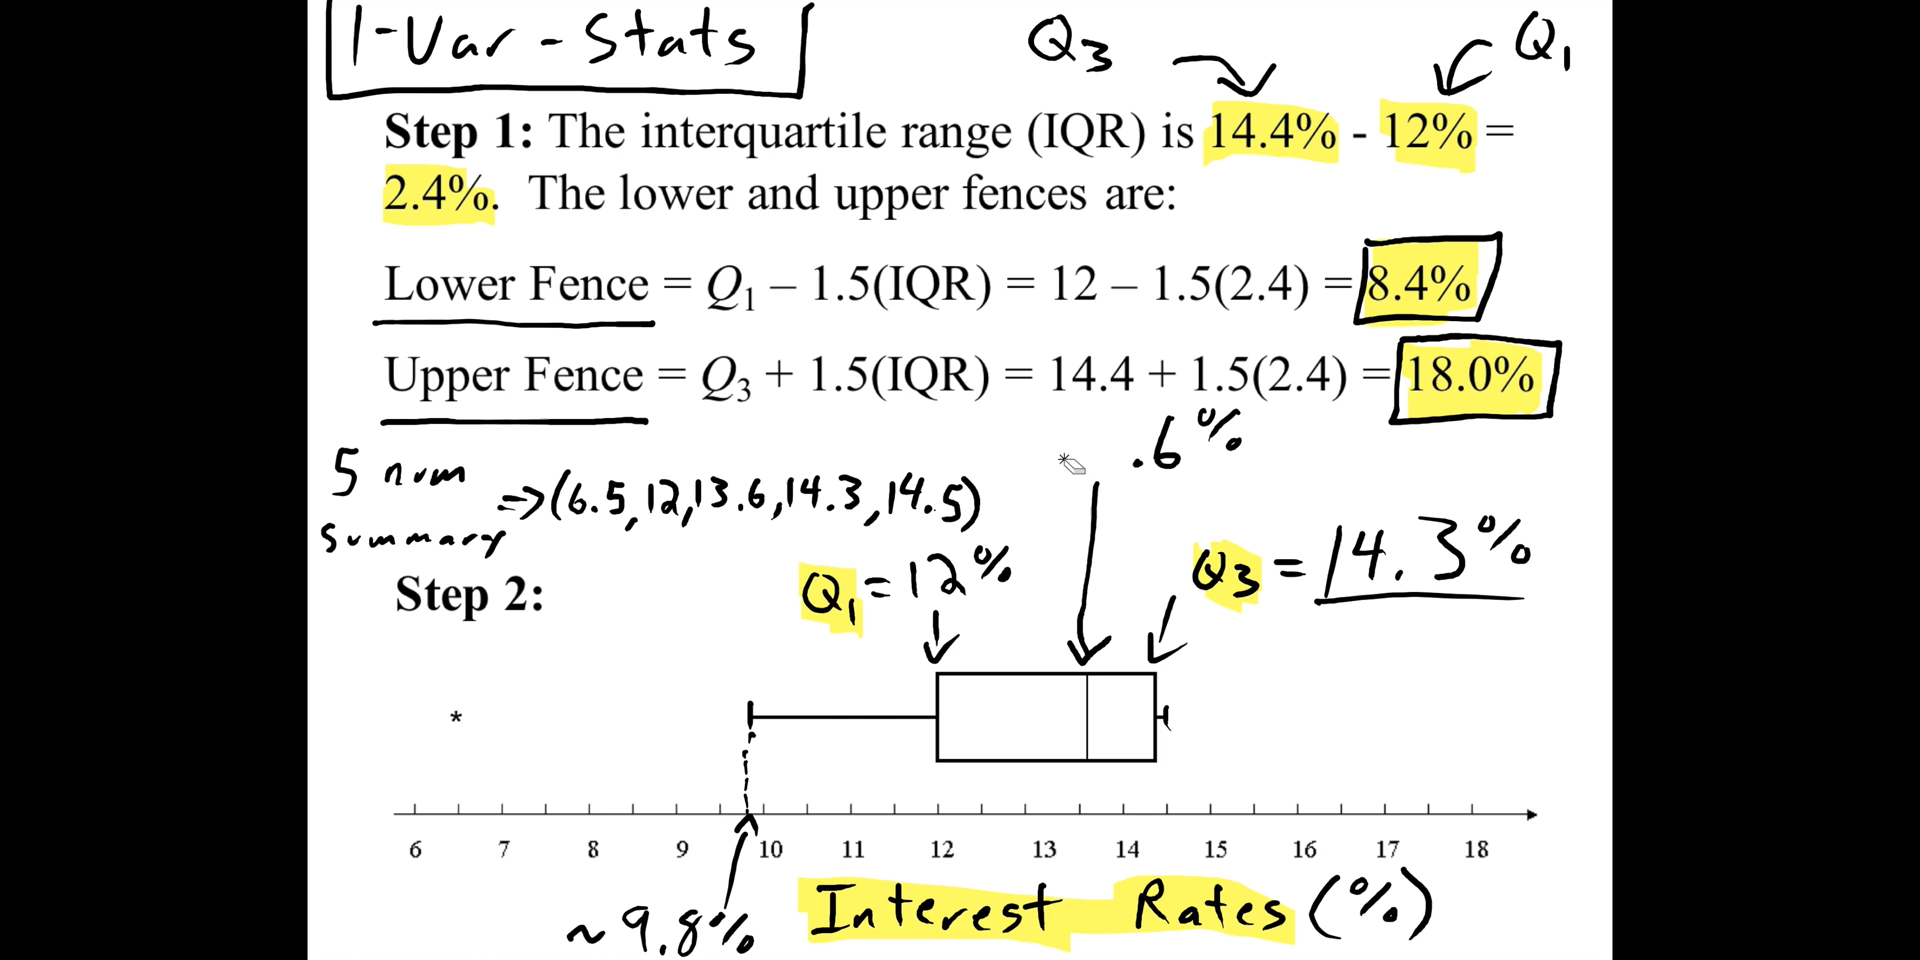 1-Var-Stats
Q3 Q1
Step 1: The interquartile range (IQR) is 14.4% - 12% =
2.4%. The lower and upper fences are:
Lower Fence = Q1 – 1.5(IQR) = 12 – 1.5(2.4) = 8.4%
Upper Fence = Q3 + 1.5(IQR) = 14.4 + 1.5(2.4) = 18.0%
.6%
5 num
summary => (6.5, 12, 13.6, 14.3, 14.5)
Q1 = 12% Q3 = 14.3%
Step 2:
*
6 7 8 9 10 11 12 13 14 15 16 17 18
~9.8% Interest Rates (%)